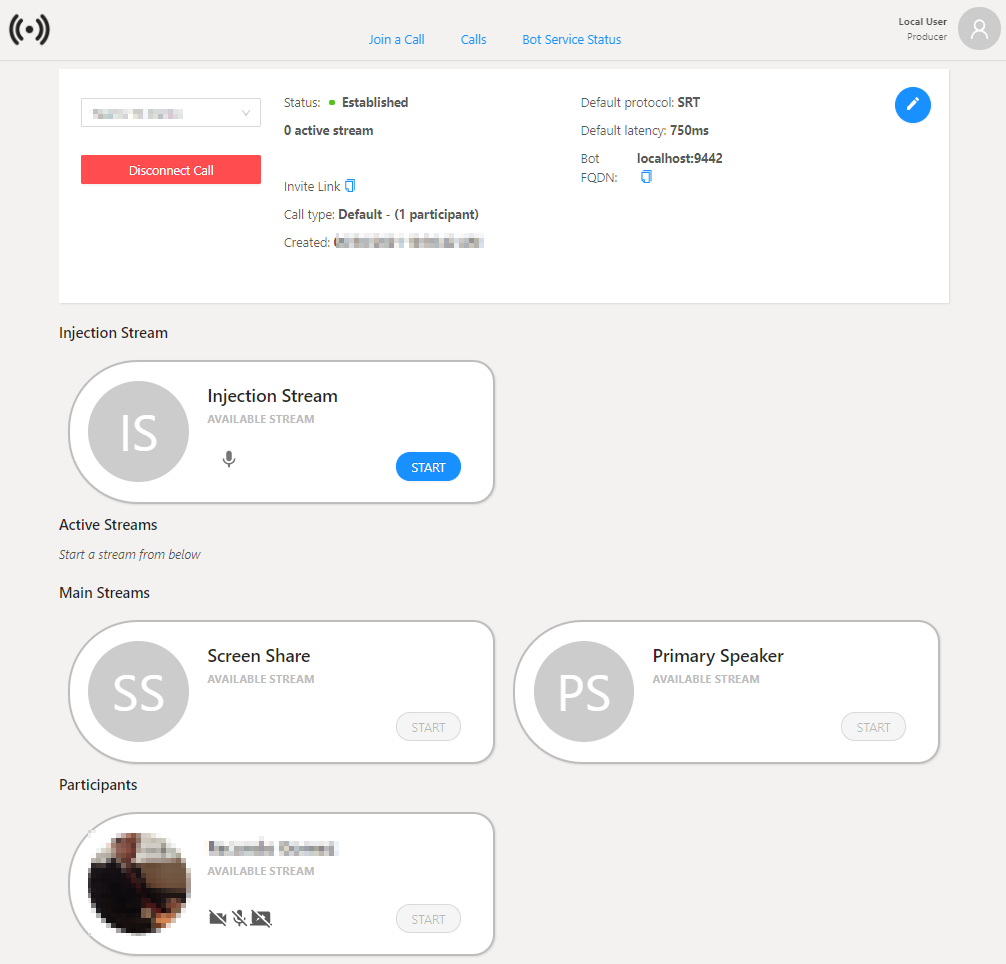 Join a Call
Calls
Bot Service Status
Local User
Producer
Status: Established
0 active stream
Disconnect Call
Invite Link
Call type: Default - (1 participant)
Created:
Default protocol: SRT
Default latency: 750ms
Bot FQDN: localhost:9442
Injection Stream
IS
Injection Stream
AVAILABLE STREAM
START
Active Streams
Start a stream from below
Main Streams
SS
Screen Share
AVAILABLE STREAM
START
PS
Primary Speaker
AVAILABLE STREAM
START
Participants
AVAILABLE STREAM
START